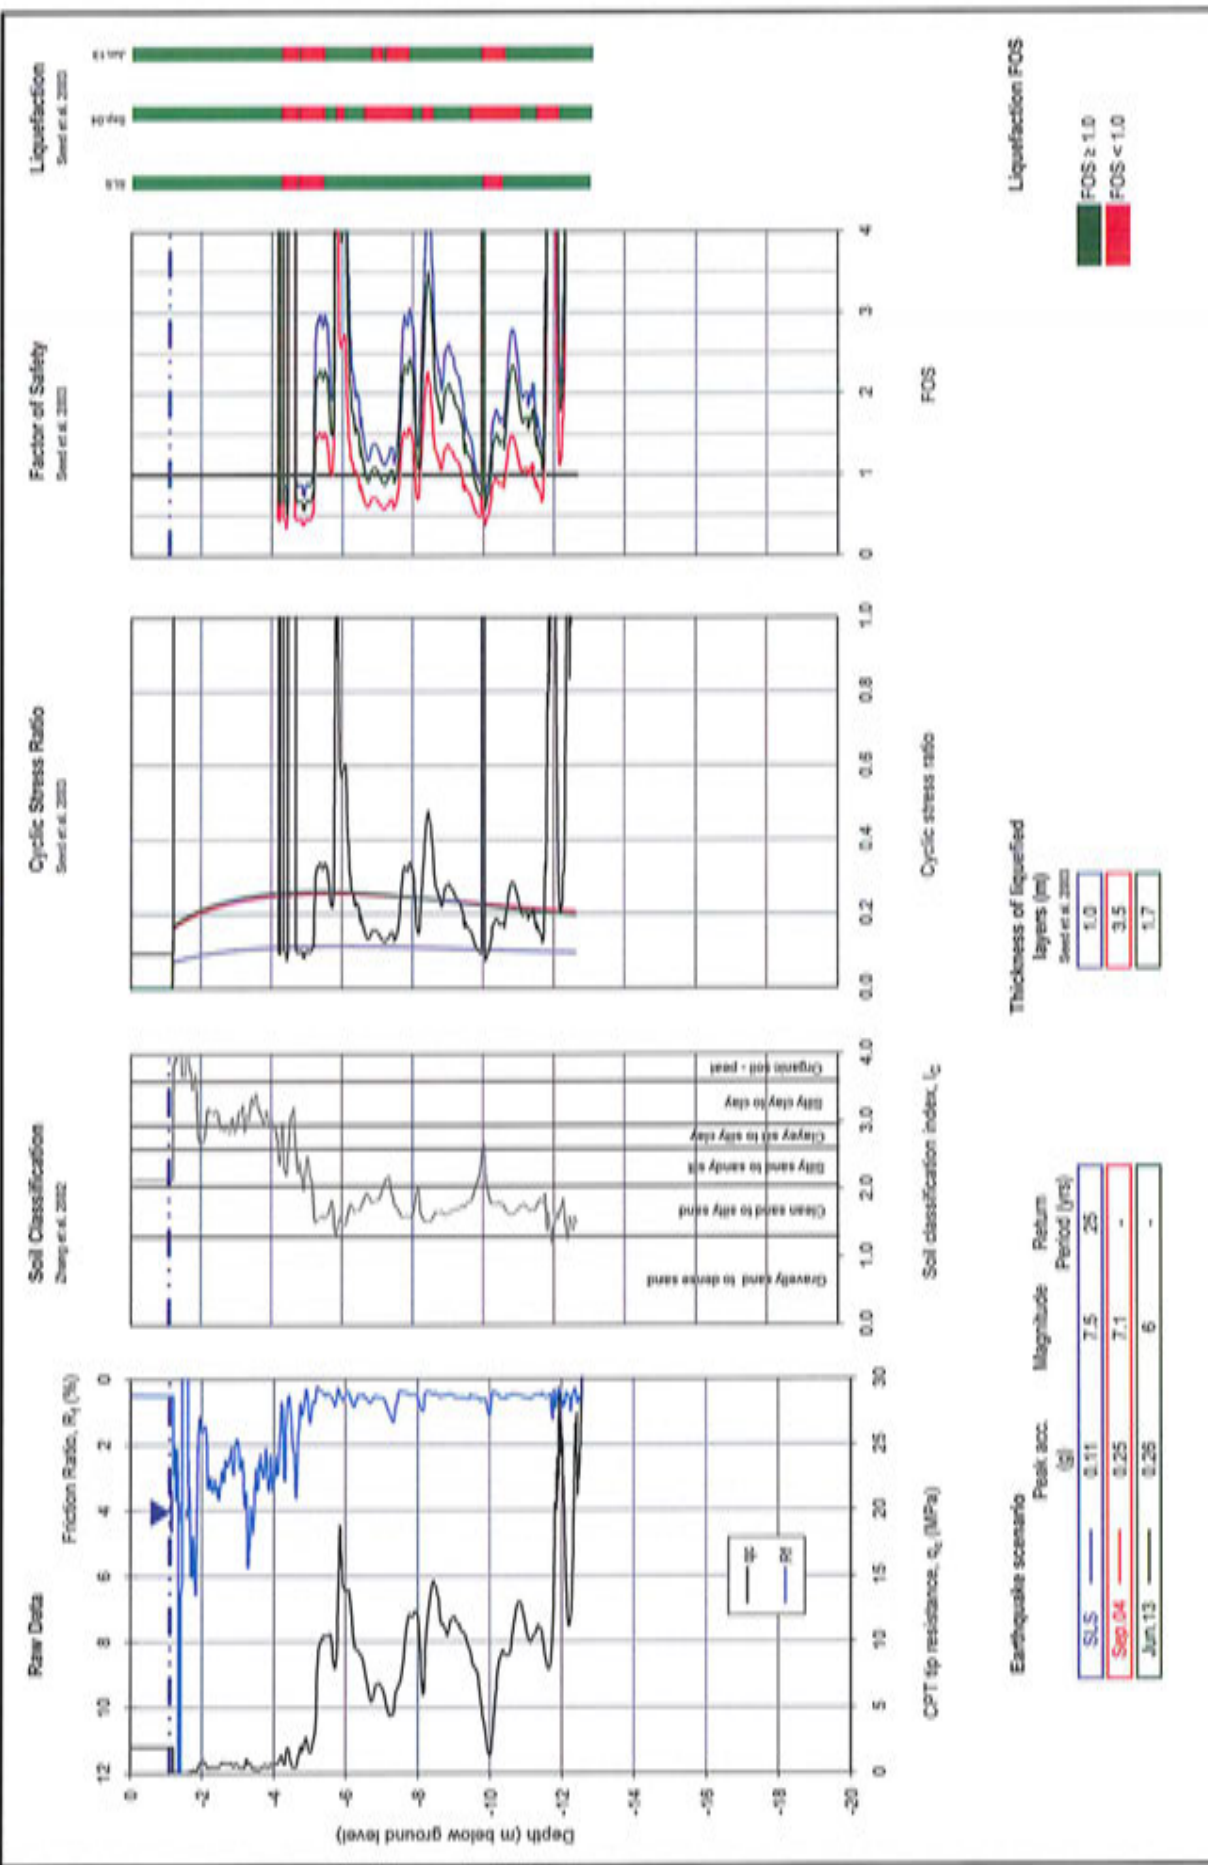 Raw Data
Friction Ratio, Rf (%)
0
2
4
6
8
10
12
0
-2
-4
-6
-8
-10
-12
-14
-16
-18
-20
Depth (m below ground level)
qc
Rf
0
5
10
15
20
25
30
CPT tip resistance, qc (MPa)
Soil Classification
Zhang et al. 2002
Gravelly sand to dense sand
Clean sand to silty sand
Silty sand to sandy silt
Clayey silt to silty clay
Silty clay to clay
Organic soil - peat
0.0
1.0
2.0
3.0
4.0
Soil classification index, IC
Cyclic Stress Ratio
Seed et al. 2003
0.0
0.2
0.4
0.6
0.8
1.0
Cyclic stress ratio
Factor of Safety
Seed et al. 2003
0
1
2
3
4
FOS
Liquefaction
Seed et al. 2003
SLS
Sep.04
Jun.13
Earthquake scenario
Peak acc. (g)
Magnitude
Return Period (yrs)
SLS 0.11 7.5 25
Sep.04 0.25 7.1 -
Jun.13 0.26 6 -
Thickness of liquefied
layers (m)
Seed et al. 2003
1.0
3.5
1.7
Liquefaction FOS
FOS ≥ 1.0
FOS < 1.0